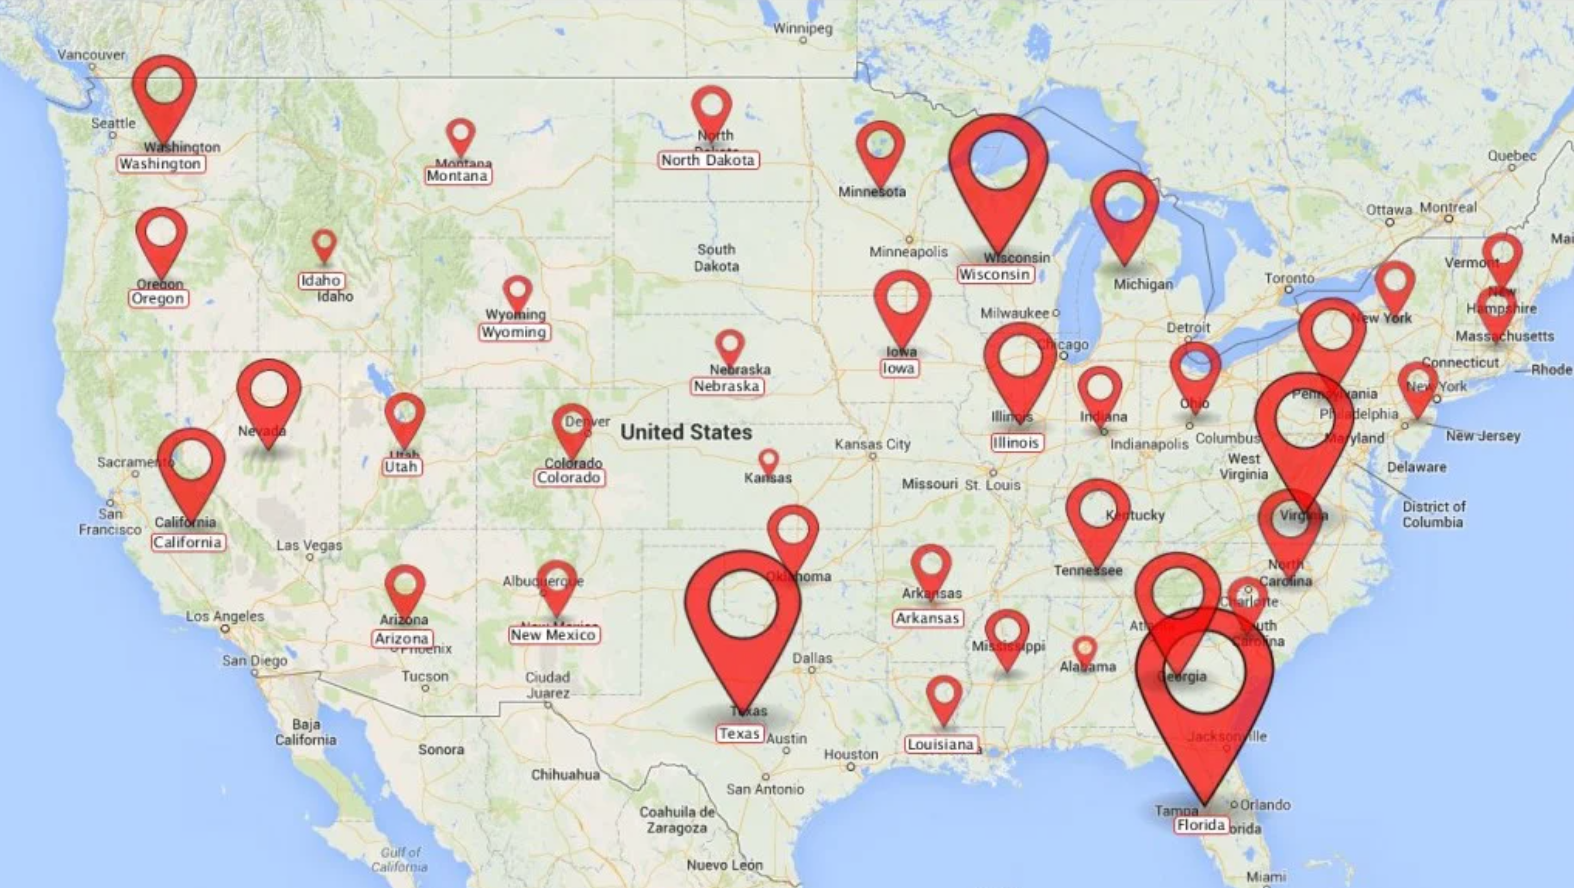 Winnipeg
Vancouver
Seattle
Washington
Washington
Montana
Montana
North
North Dakota
Minnesota
Quebec
Ottawa
Montreal
Oregon
Oregon
Idaho
Idaho
South
Dakota
Minneapolis
Wisconsin
Wisconsin
Michigan
Toronto
Vermont
Mai
New
Hampshire
New York
Massachusetts
Wyoming
Wyoming
Milwaukee
Detroit
Chicago
Iowa
Iowa
Nebraska
Nebraska
Connecticut
Rhode
New York
Pennsylvania
Philadelphia
Nevada
Denver
United States
Illinois
Illinois
Indiana
Ohio
Indianapolis
Columbus
Maryland
New Jersey
Utah
Utah
Kansas City
Sacramento
Colorado
Colorado
Kansas
Missouri
St. Louis
West
Virginia
Delaware
San
Francisco
California
California
Las Vegas
Kentucky
Virginia
District of
Columbia
Albuquerque
Oklahoma
Tennessee
North
Carolina
Arkansas
Arkansas
Charlotte
Los Angeles
Arizona
Arizona
Phoenix
New Mexico
New Mexico
South
Carolina
San Diego
Tucson
Ciudad
Juarez
Dallas
Mississippi
Alabama
Georgia
Baja
California
Sonora
Texas
Texas
Austin
Louisiana
Jacksonville
Houston
Chihuahua
San Antonio
Coahuila de
Zaragoza
Tampa
Orlando
Florida
Gulf of
California
Nuevo León
Miami